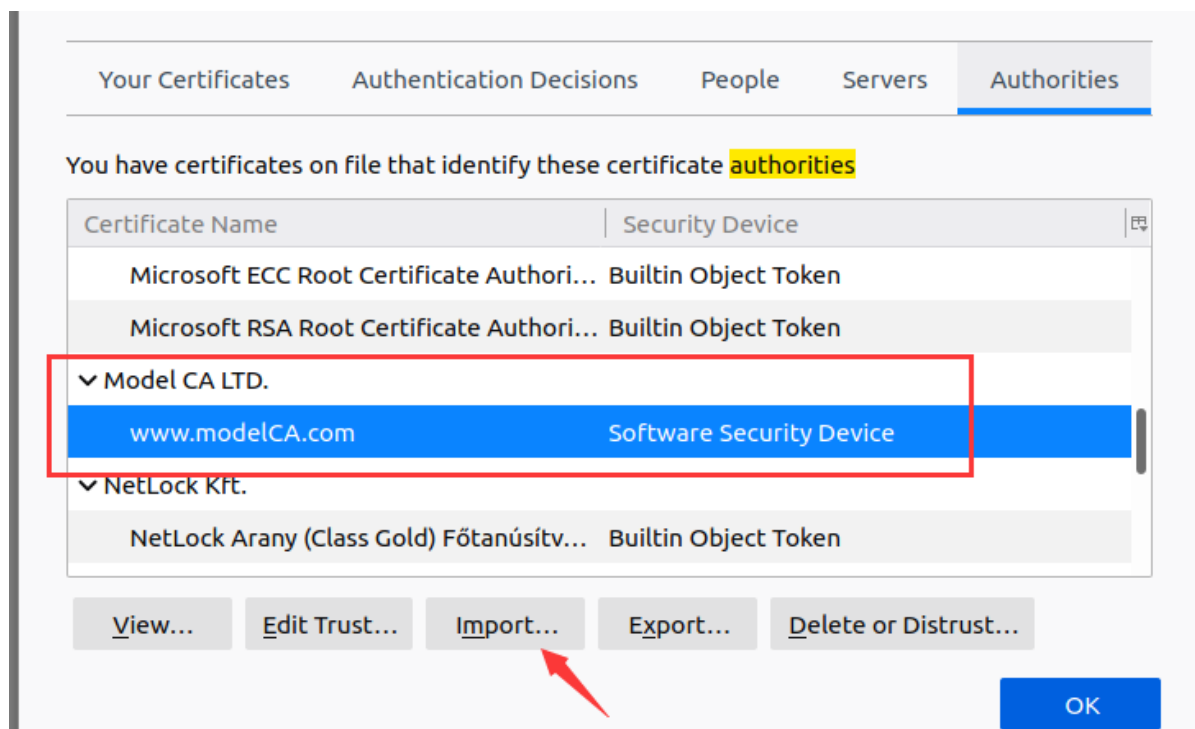 Your Certificates Authentication Decisions People Servers Authorities
You have certificates on file that identify these certificate authorities
Certificate Name Security Device
Microsoft ECC Root Certificate Authori… Builtin Object Token
Microsoft RSA Root Certificate Authori… Builtin Object Token
Model CA LTD.
www.modelCA.com Software Security Device
NetLock Kft.
NetLock Arany (Class Gold) Főtanúsítv… Builtin Object Token
View… Edit Trust… Import… Export… Delete or Distrust…
OK